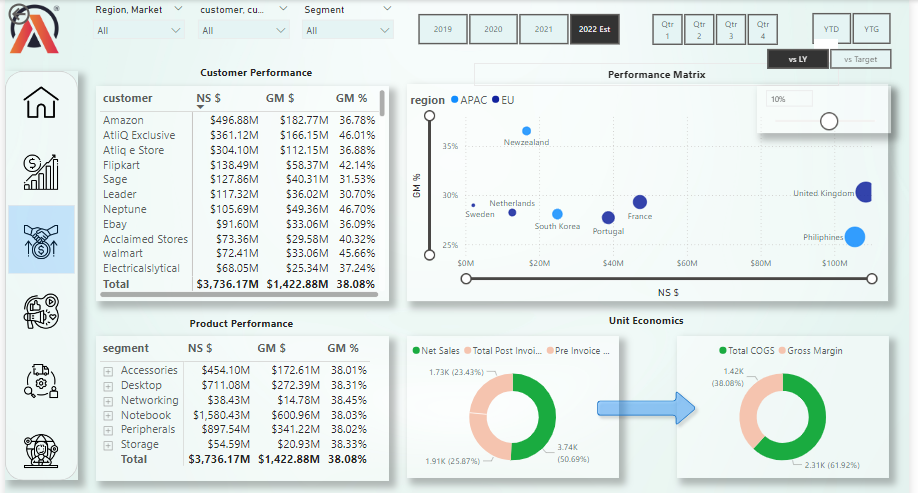 Region, Market customer, cu... Segment
All All All
2019 2020 2021 2022 Est
Qtr 1 Qtr 2 Qtr 3 Qtr 4
YTD YTG
vs LY vs Target
Customer Performance
customer NS $ GM $ GM %
Amazon $496.88M $182.77M 36.78%
AtliQ Exclusive $361.12M $166.15M 46.01%
Atliq e Store $304.10M $112.15M 36.88%
Flipkart $138.49M $58.37M 42.14%
Sage $127.86M $40.31M 31.53%
Leader $117.32M $36.02M 30.70%
Neptune $105.69M $49.36M 46.70%
Ebay $91.60M $33.06M 36.09%
Acclaimed Stores $73.36M $29.58M 40.32%
walmart $72.41M $33.06M 45.66%
Electricalslytical $68.05M $25.34M 37.24%
Total $3,736.17M $1,422.88M 38.08%
Performance Matrix
region APAC EU
10%
GM %
35%
30%
25%
Newzealand
United Kingdom
Netherlands
Sweden
South Korea
Portugal
France
Philiphines
$0M $20M $40M $60M $80M $100M
NS $
Product Performance
segment NS $ GM $ GM %
Accessories $454.10M $172.61M 38.01%
Desktop $711.08M $272.39M 38.31%
Networking $38.43M $14.78M 38.45%
Notebook $1,580.43M $600.96M 38.03%
Peripherals $897.54M $341.22M 38.02%
Storage $54.59M $20.93M 38.33%
Total $3,736.17M $1,422.88M 38.08%
Unit Economics
Net Sales Total Post Invoi... Pre Invoice ...
1.73K (23.43%)
1.91K (25.87%)
3.74K
(50.69%)
Total COGS Gross Margin
1.42K
(38.08%)
2.31K (61.92%)